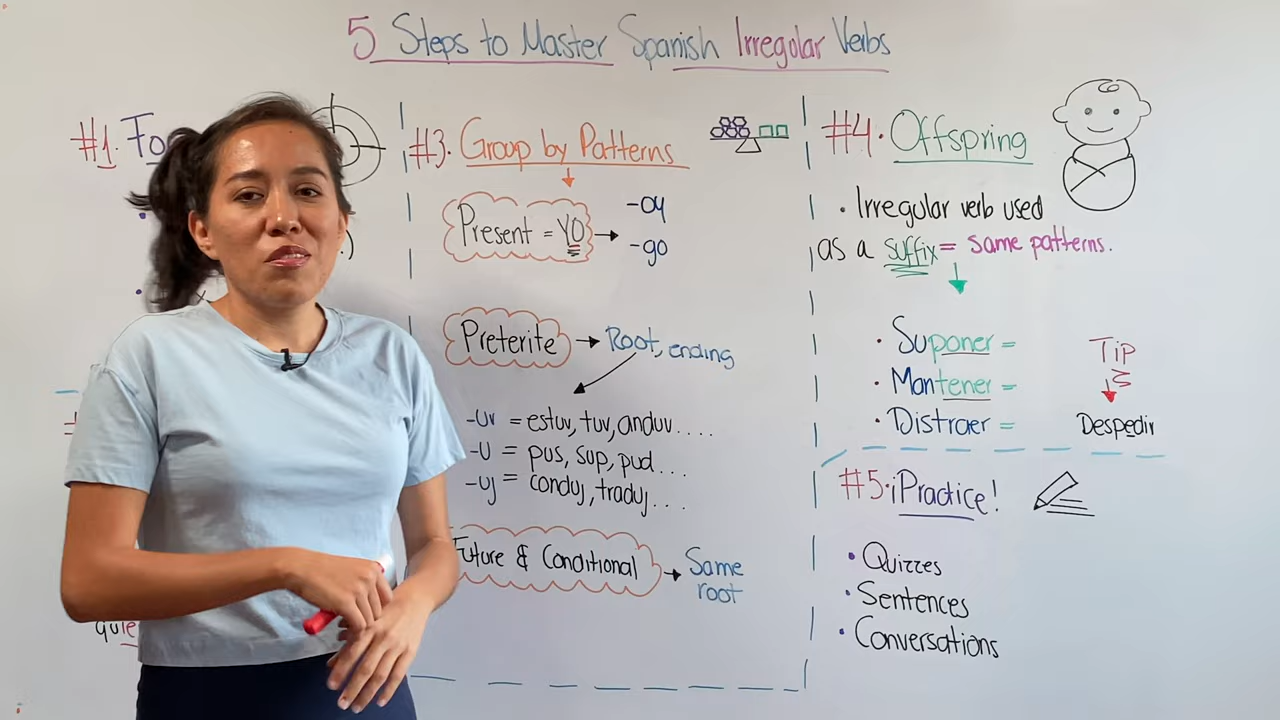 5 Steps to Master Spanish Irregular Verbs
#1.
#3. Group by Patterns
Present = YO
-oy
-go
Preterite
Root, ending
-uv = estuv, tuv, anduv....
-u = pus, sup, pud...
-uj = conduj, traduj...
Future & Conditional
Same
root
#4. Offspring
. Irregular verb used
as a suffix = same patterns.
· Suponer =
· Mantener =
· Distraer =
Tip
Despedir
#5. ¡Practice!
• Quizzes
• Sentences
• Conversations